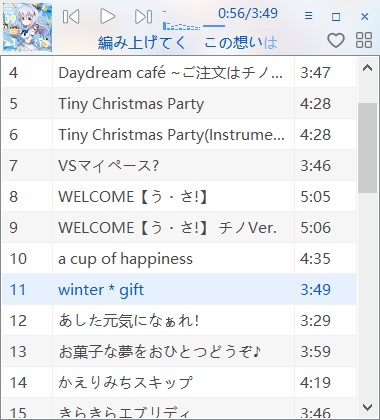 0:56/3:49
編み上げてく この想いは
4 Daydream café ~ご注文はチノ... 3:47
5 Tiny Christmas Party 4:28
6 Tiny Christmas Party(Instrume... 4:28
7 VSマイペース? 3:46
8 WELCOME【う・さ!】 5:05
9 WELCOME【う・さ!】 チノVer. 5:06
10 a cup of happiness 4:35
11 winter * gift 3:49
12 あした元気になぁれ! 3:29
13 お菓子な夢をおひとつどうぞ♪ 3:59
14 かえりみちスキップ 4:19
15 きらきらエブリディ 3:46